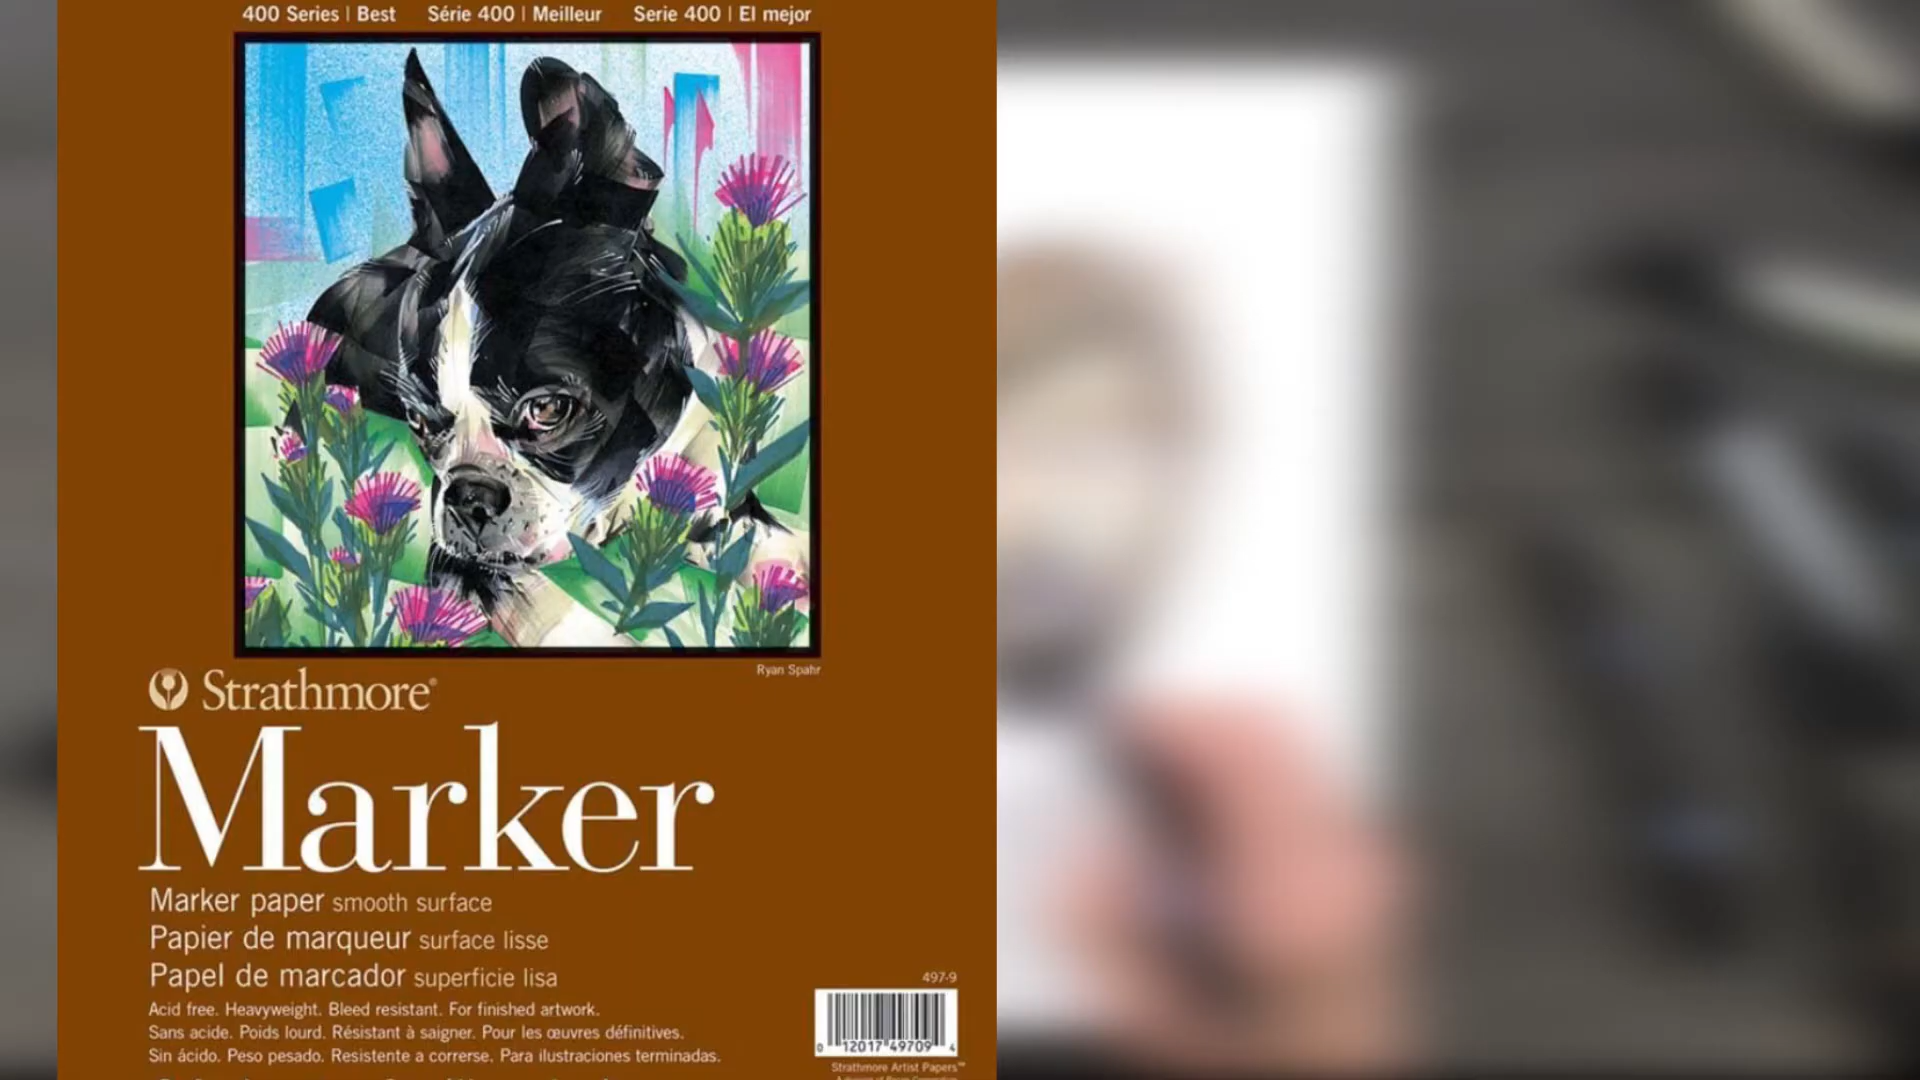 400 Series | Best Série 400 | Meilleur Serie 400 | El mejor
Ryan Spahr
Strathmore®
Marker
Marker paper smooth surface
Papier de marqueur surface lisse
Papel de marcador superficie lisa
497-9
Acid free. Heavyweight. Bleed resistant. For finished artwork.
Sans acide. Poids lourd. Résistant à saigner. Pour les œuvres définitives.
Sin ácido. Peso pesado. Resistente a correrse. Para ilustraciones terminadas.
0 12017 49709 4
Strathmore Artist Papers™